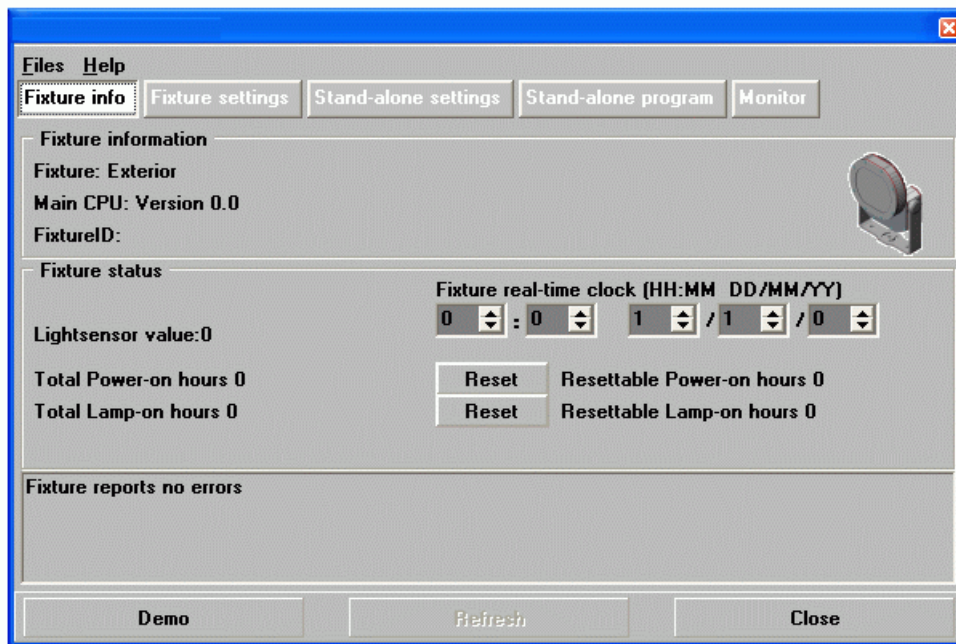 Files Help
Fixture info Fixture settings Stand-alone settings Stand-alone program Monitor
Fixture information
Fixture: Exterior
Main CPU: Version 0.0
FixtureID:
Fixture status
Fixture real-time clock (HH:MM DD/MM/YY)
0 : 0 1 / 1 / 0
Lightsensor value:0
Total Power-on hours 0 Reset Resettable Power-on hours 0
Total Lamp-on hours 0 Reset Resettable Lamp-on hours 0
Fixture reports no errors
Demo Refresh Close